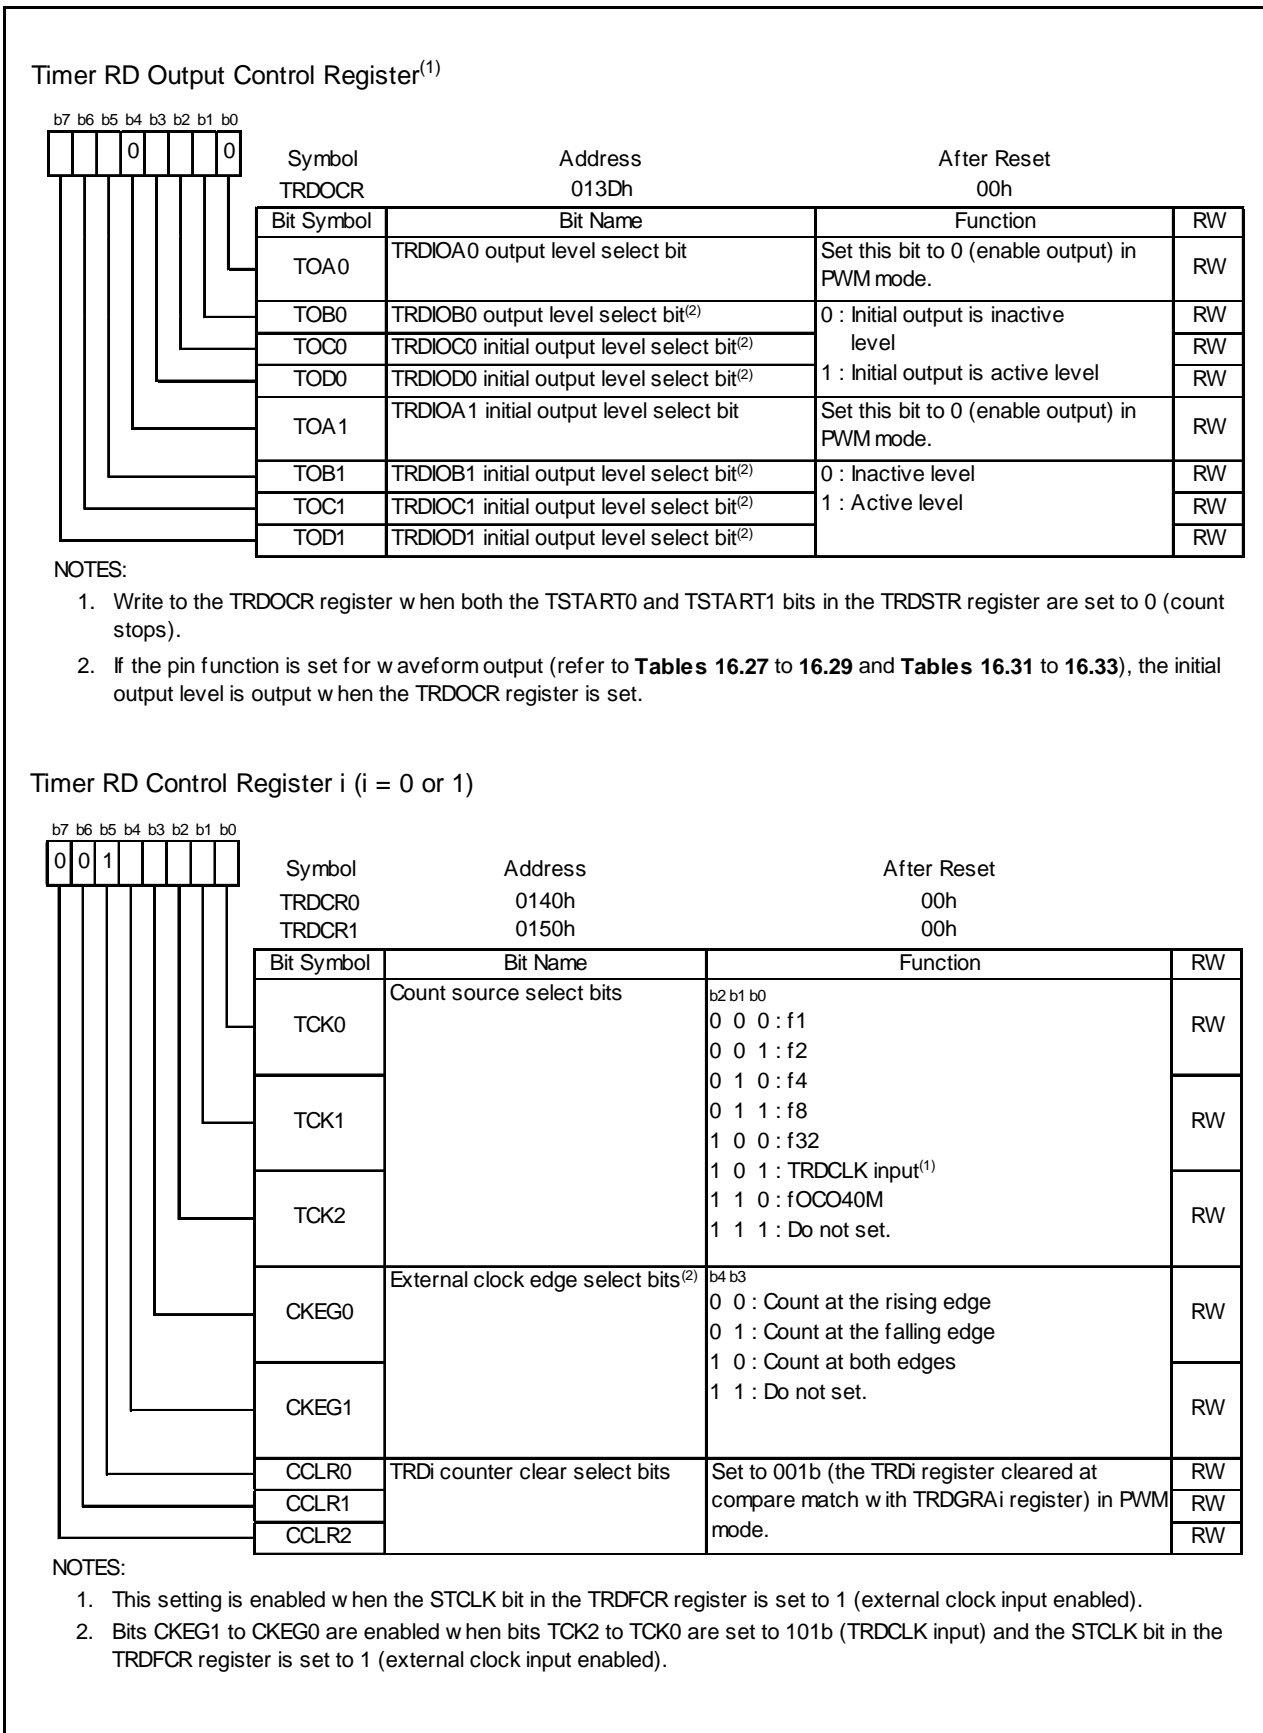 Timer RD Output Control Register(1)
b7 b6 b5 b4 b3 b2 b1 b0
0 0
Symbol Address After Reset
TRDOCR 013Dh 00h
Bit Symbol Bit Name Function RW
TOA0 TRDIOA0 output level select bit Set this bit to 0 (enable output) in PWM mode. RW
TOB0 TRDIOB0 output level select bit(2) 0 : Initial output is inactive RW
TOC0 TRDIOC0 initial output level select bit(2) level RW
TOD0 TRDIOD0 initial output level select bit(2) 1 : Initial output is active level RW
TOA1 TRDIOA1 initial output level select bit Set this bit to 0 (enable output) in PWM mode. RW
TOB1 TRDIOB1 initial output level select bit(2) 0 : Inactive level RW
TOC1 TRDIOC1 initial output level select bit(2) 1 : Active level RW
TOD1 TRDIOD1 initial output level select bit(2) RW
NOTES:
1. Write to the TRDOCR register when both the TSTART0 and TSTART1 bits in the TRDSTR register are set to 0 (count
stops).
2. If the pin function is set for waveform output (refer to Tables 16.27 to 16.29 and Tables 16.31 to 16.33), the initial
output level is output when the TRDOCR register is set.
Timer RD Control Register i (i = 0 or 1)
b7 b6 b5 b4 b3 b2 b1 b0
0 0 1
Symbol Address After Reset
TRDCR0 0140h 00h
TRDCR1 0150h 00h
Bit Symbol Bit Name Function RW
TCK0 Count source select bits b2 b1 b0 RW
0 0 0 : f1
0 0 1 : f2
0 1 0 : f4
TCK1 0 1 1 : f8 RW
1 0 0 : f32
1 0 1 : TRDCLK input(1)
TCK2 1 1 0 : fOCO40M RW
1 1 1 : Do not set.
External clock edge select bits(2) b4 b3
CKEG0 0 0 : Count at the rising edge RW
0 1 : Count at the falling edge
1 0 : Count at both edges
CKEG1 1 1 : Do not set. RW
CCLR0 TRDi counter clear select bits Set to 001b (the TRDi register cleared at RW
CCLR1 compare match with TRDGRAi register) in PWM RW
CCLR2 mode. RW
NOTES:
1. This setting is enabled when the STCLK bit in the TRDFCR register is set to 1 (external clock input enabled).
2. Bits CKEG1 to CKEG0 are enabled when bits TCK2 to TCK0 are set to 101b (TRDCLK input) and the STCLK bit in the
TRDFCR register is set to 1 (external clock input enabled).